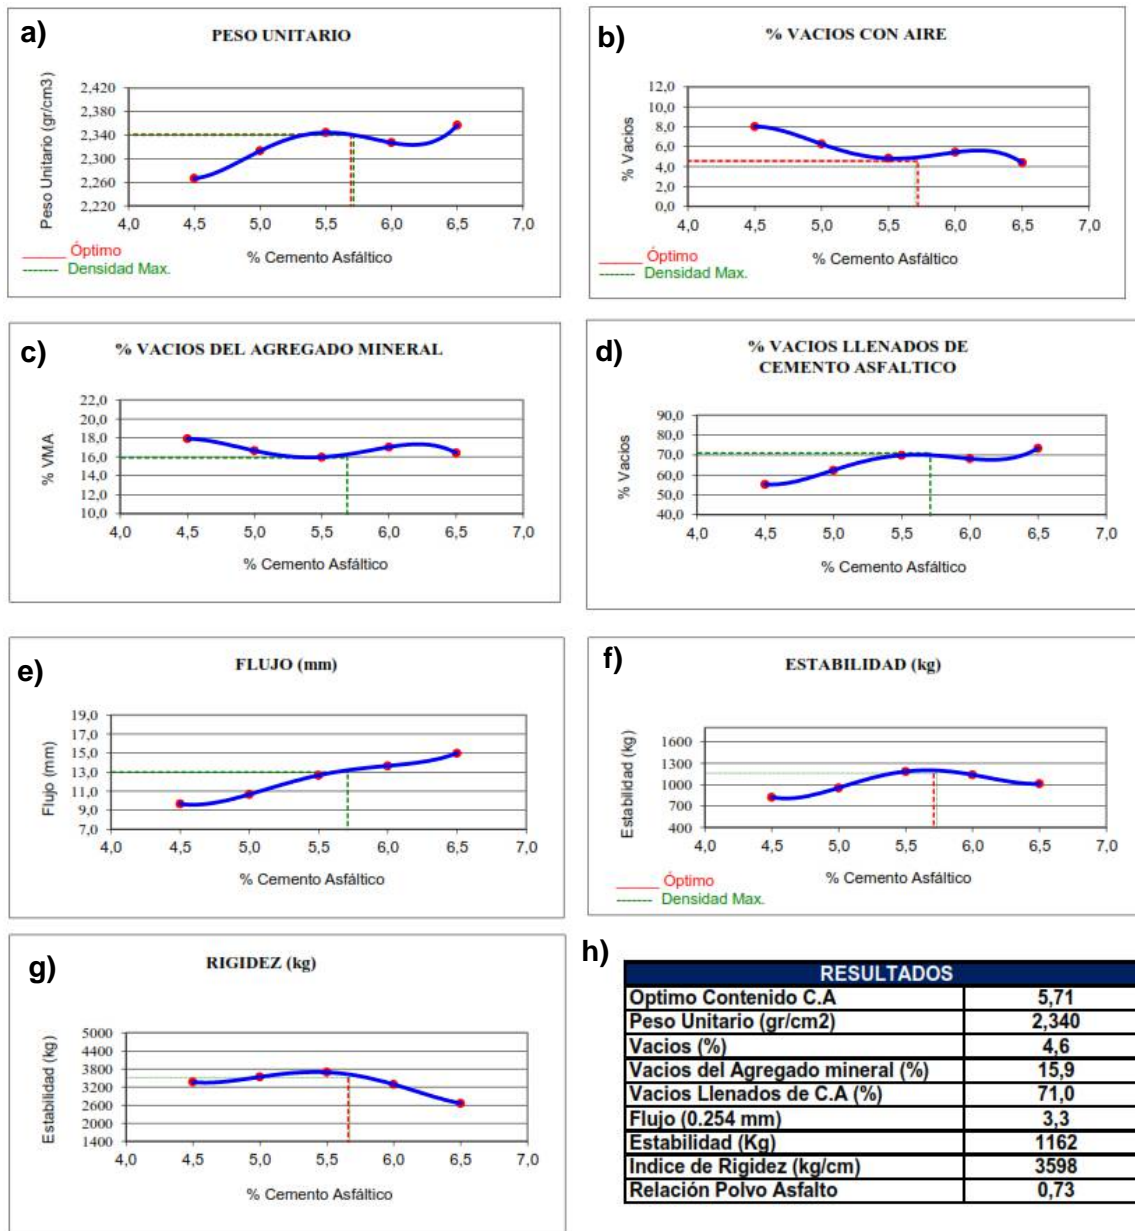 a)
PESO UNITARIO
Peso Unitario (gr/cm3)
2,420
2,380
2,340
2,300
2,260
2,220
4,0 4,5 5,0 5,5 6,0 6,5 7,0
% Cemento Asfáltico
______ Óptimo
------- Densidad Max.
b)
% VACIOS CON AIRE
% Vacios
12,0
10,0
8,0
6,0
4,0
2,0
0,0
4,0 4,5 5,0 5,5 6,0 6,5 7,0
% Cemento Asfáltico
______ Óptimo
------- Densidad Max.
c)
% VACIOS DEL AGREGADO MINERAL
% VMA
22,0
20,0
18,0
16,0
14,0
12,0
10,0
4,0 4,5 5,0 5,5 6,0 6,5 7,0
% Cemento Asfáltico
d)
% VACIOS LLENADOS DE
CEMENTO ASFALTICO
% Vacios
90,0
80,0
70,0
60,0
50,0
40,0
4,0 4,5 5,0 5,5 6,0 6,5 7,0
% Cemento Asfáltico
e)
FLUJO (mm)
Flujo (mm)
19,0
17,0
15,0
13,0
11,0
9,0
7,0
4,0 4,5 5,0 5,5 6,0 6,5 7,0
% Cemento Asfáltico
f)
ESTABILIDAD (kg)
Estabilidad (kg)
1600
1300
1000
700
400
4,0 4,5 5,0 5,5 6,0 6,5 7,0
% Cemento Asfáltico
______ Óptimo
------- Densidad Max.
g)
RIGIDEZ (kg)
Estabilidad (kg)
5000
4400
3800
3200
2600
2000
1400
4,0 4,5 5,0 5,5 6,0 6,5 7,0
% Cemento Asfáltico
h)
RESULTADOS
Optimo Contenido C.A 5,71
Peso Unitario (gr/cm2) 2,340
Vacios (%) 4,6
Vacios del Agregado mineral (%) 15,9
Vacios Llenados de C.A (%) 71,0
Flujo (0.254 mm) 3,3
Estabilidad (Kg) 1162
Indice de Rigidez (kg/cm) 3598
Relación Polvo Asfalto 0,73